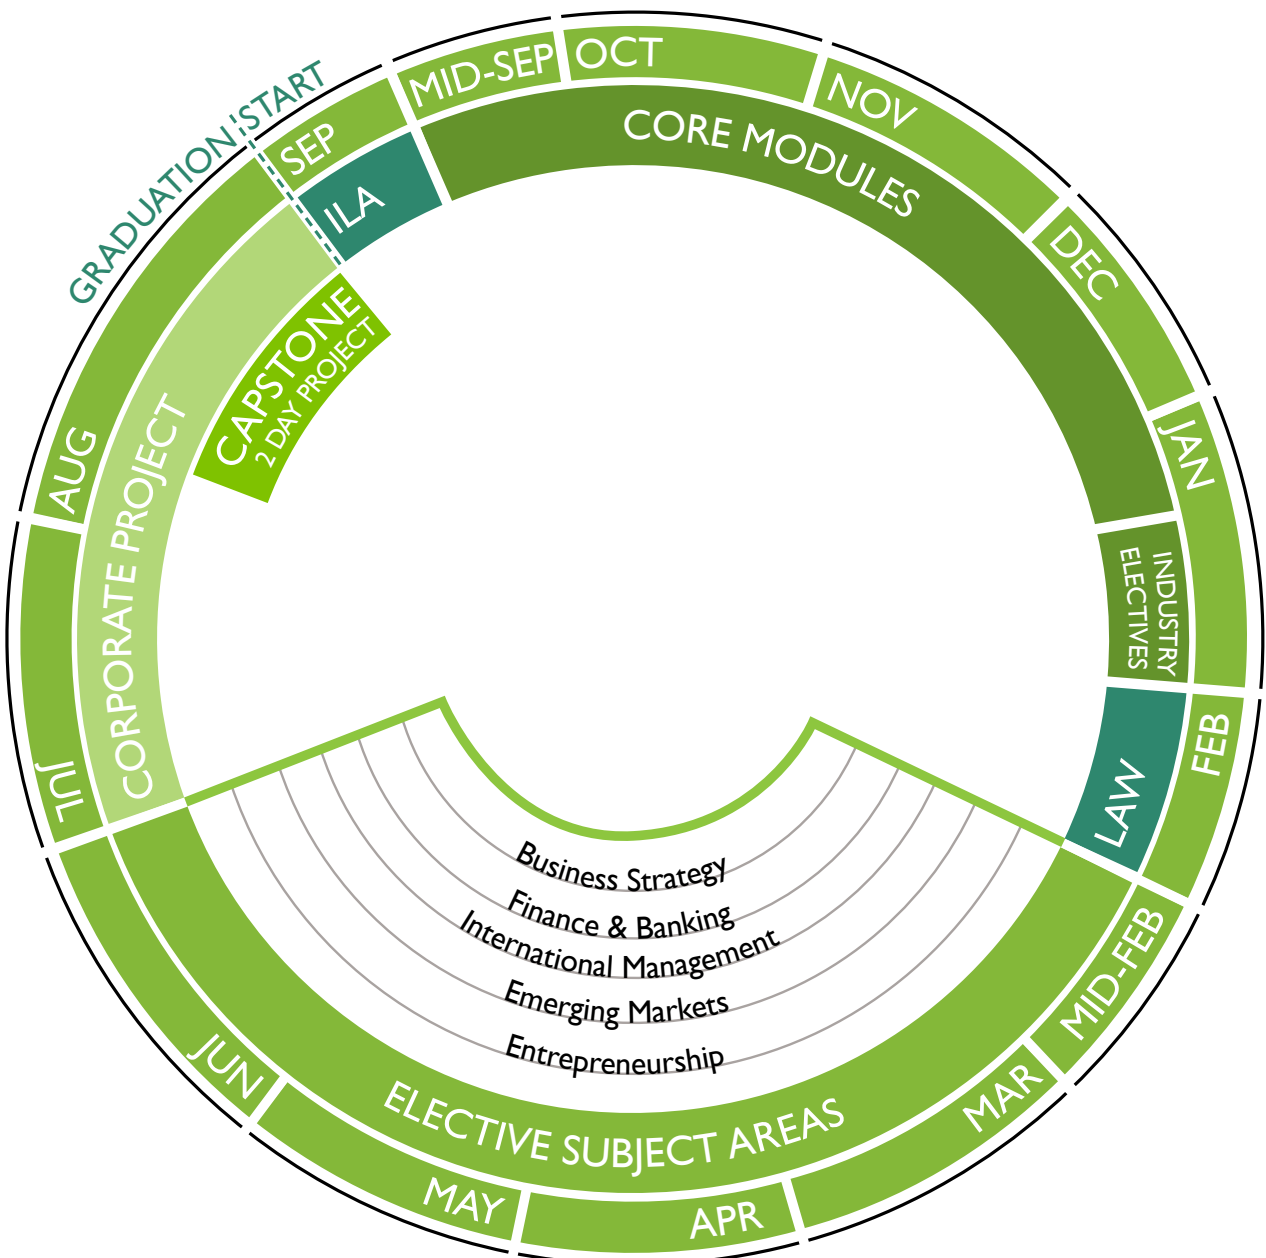 GRADUATION
START
SEP
MID-SEP
OCT
NOV
DEC
JAN
FEB
MID-FEB
MAR
APR
MAY
JUN
JUL
AUG
ILA
CORE MODULES
INDUSTRY
ELECTIVES
LAW
ELECTIVE SUBJECT AREAS
CORPORATE PROJECT
CAPSTONE
2 DAY PROJECT
Business Strategy
Finance & Banking
International Management
Emerging Markets
Entrepreneurship